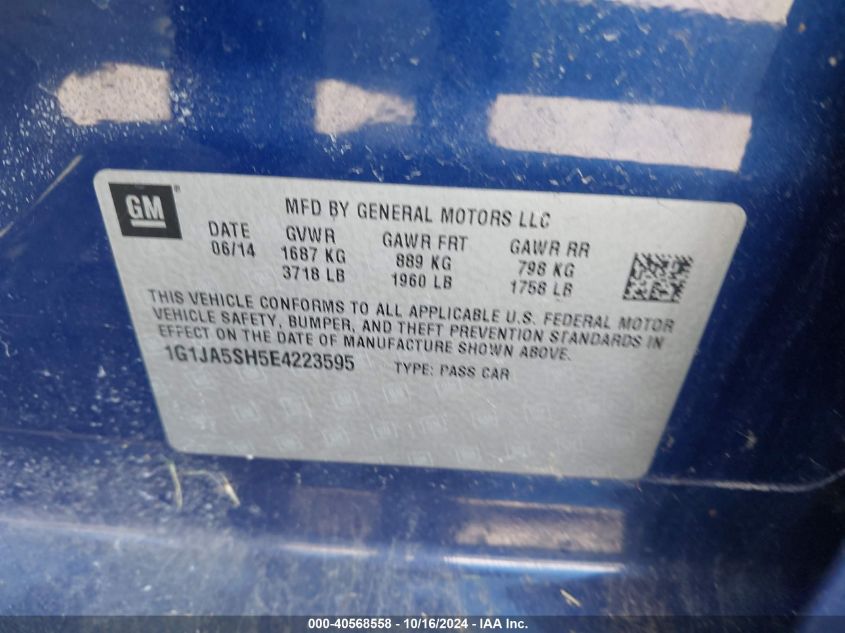 GM®
MFD BY GENERAL MOTORS LLC
DATE GVWR GAWR FRT GAWR RR
06/14 1687 KG 889 KG 798 KG
3718 LB 1960 LB 1758 LB
THIS VEHICLE CONFORMS TO ALL APPLICABLE U.S. FEDERAL MOTOR
VEHICLE SAFETY, BUMPER, AND THEFT PREVENTION STANDARDS IN
EFFECT ON THE DATE OF MANUFACTURE SHOWN ABOVE.
1G1JA5SH5E4223595 TYPE: PASS CAR
000-40568558 - 10/16/2024 - IAA Inc.